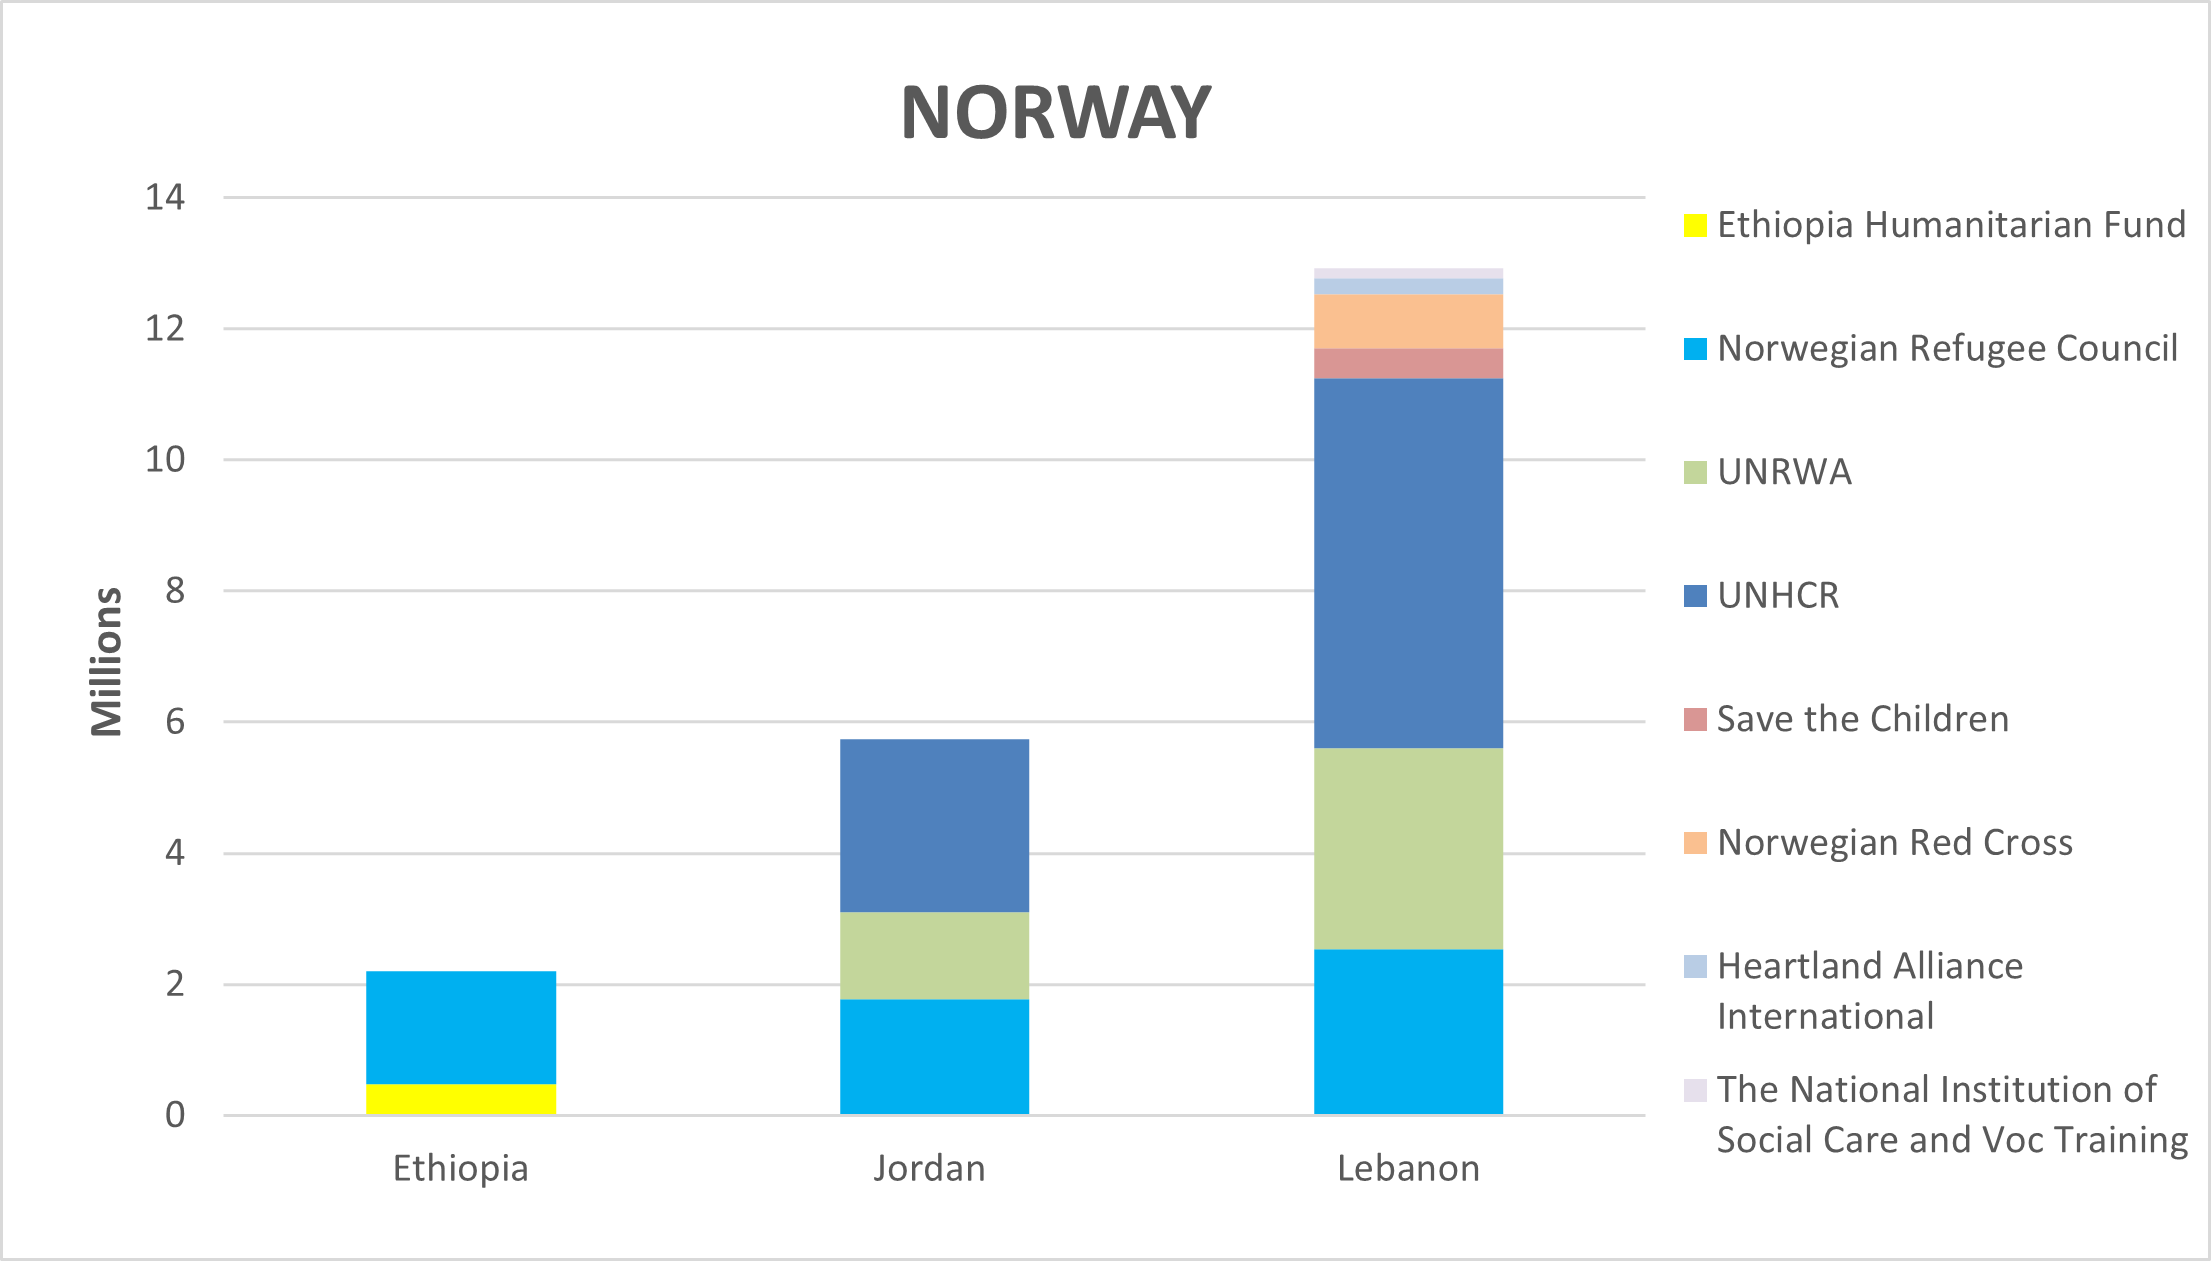 NORWAY
14
12
10
8
6
4
2
0
Millions
Ethiopia
Jordan
Lebanon
Ethiopia Humanitarian Fund
Norwegian Refugee Council
UNRWA
UNHCR
Save the Children
Norwegian Red Cross
Heartland Alliance
International
The National Institution of
Social Care and Voc Training